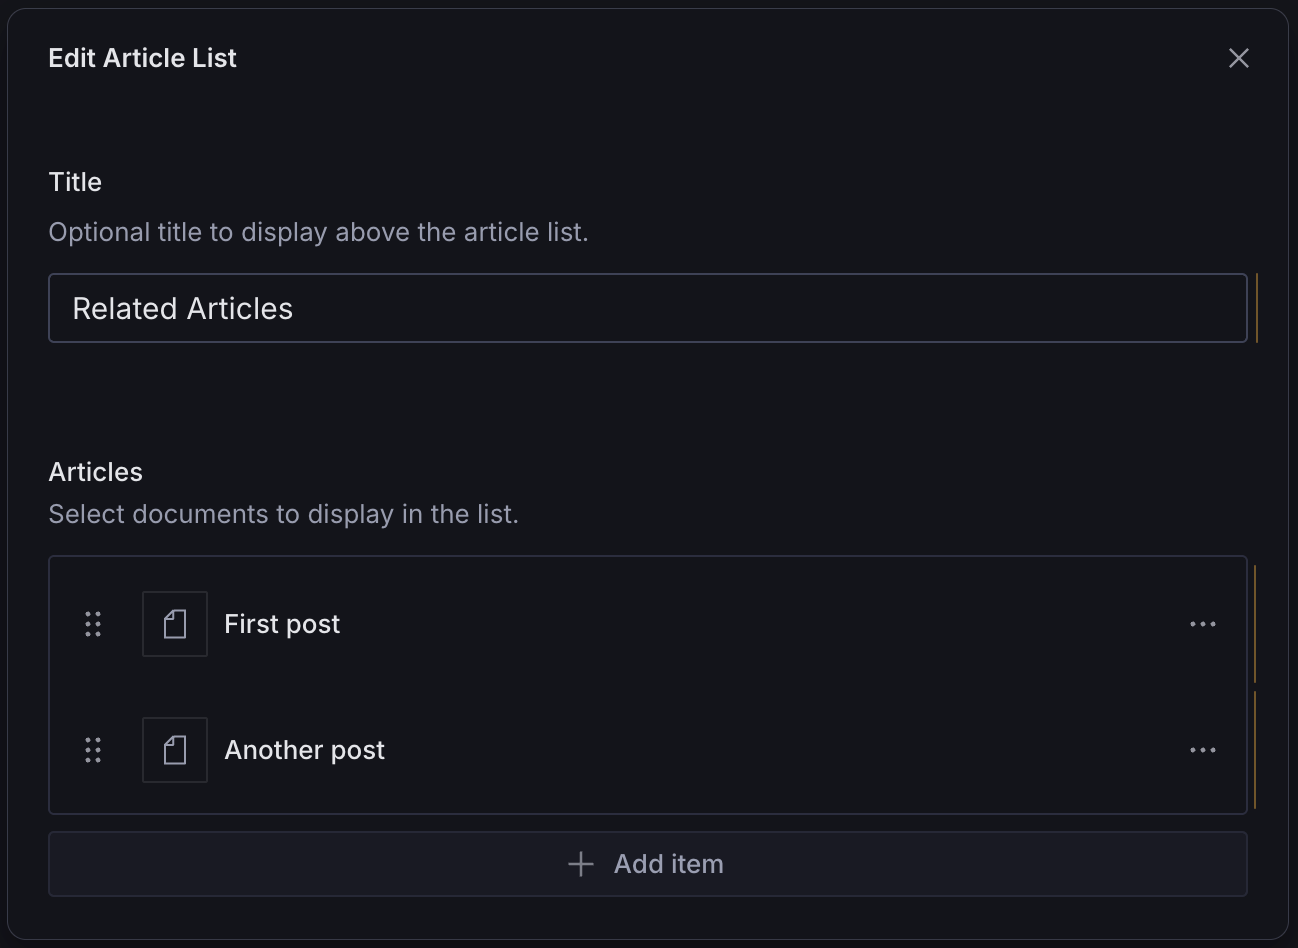 Edit Article List
Title
Optional title to display above the article list.
Related Articles
Articles
Select documents to display in the list.
First post
Another post
Add item